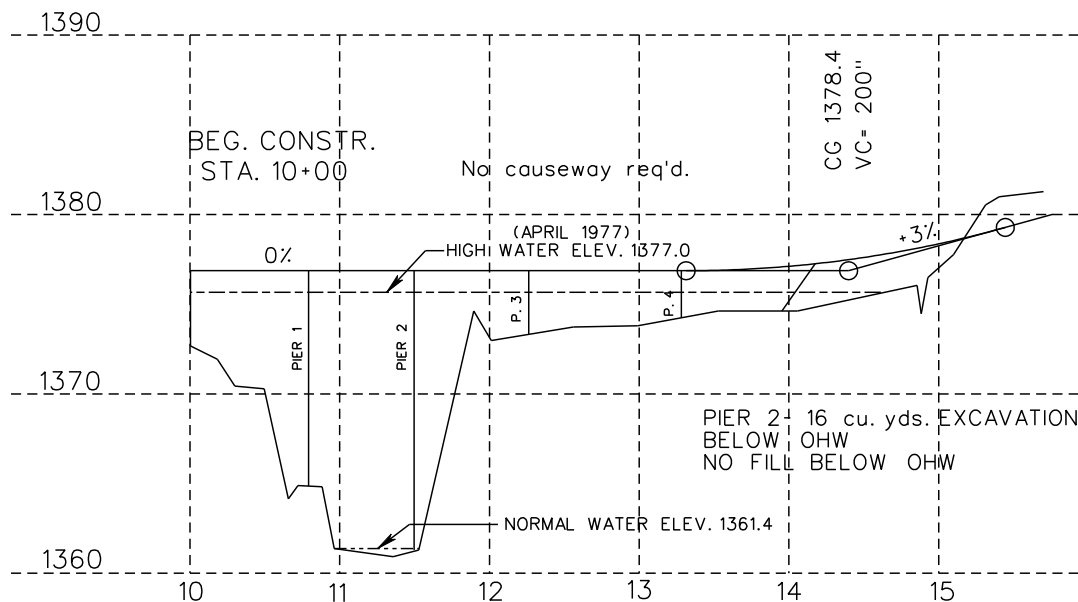 1390
CG 1378.4
VC= 200"
BEG. CONSTR.
STA. 10+00
No causeway req'd.
1380
(APRIL 1977)
HIGH WATER ELEV. 1377.0
0%
+3%
PIER 1
PIER 2
P. 3
P. 4
1370
PIER 2- 16 cu. yds. EXCAVATION
BELOW OHW
NO FILL BELOW OHW
NORMAL WATER ELEV. 1361.4
1360
10 11 12 13 14 15